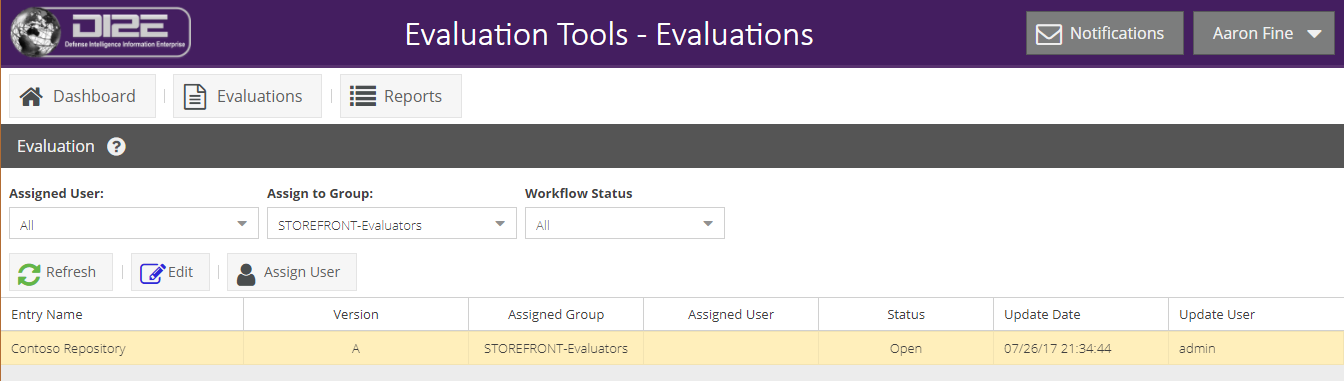 DI2E
Defense Intelligence Information Enterprise
Evaluation Tools - Evaluations
Notifications
Aaron Fine
Dashboard
Evaluations
Reports
Evaluation ?
Assigned User: Assign to Group: Workflow Status
All STOREFRONT-Evaluators All
Refresh Edit Assign User
Entry Name Version Assigned Group Assigned User Status Update Date Update User
Contoso Repository A STOREFRONT-Evaluators Open 07/26/17 21:34:44 admin